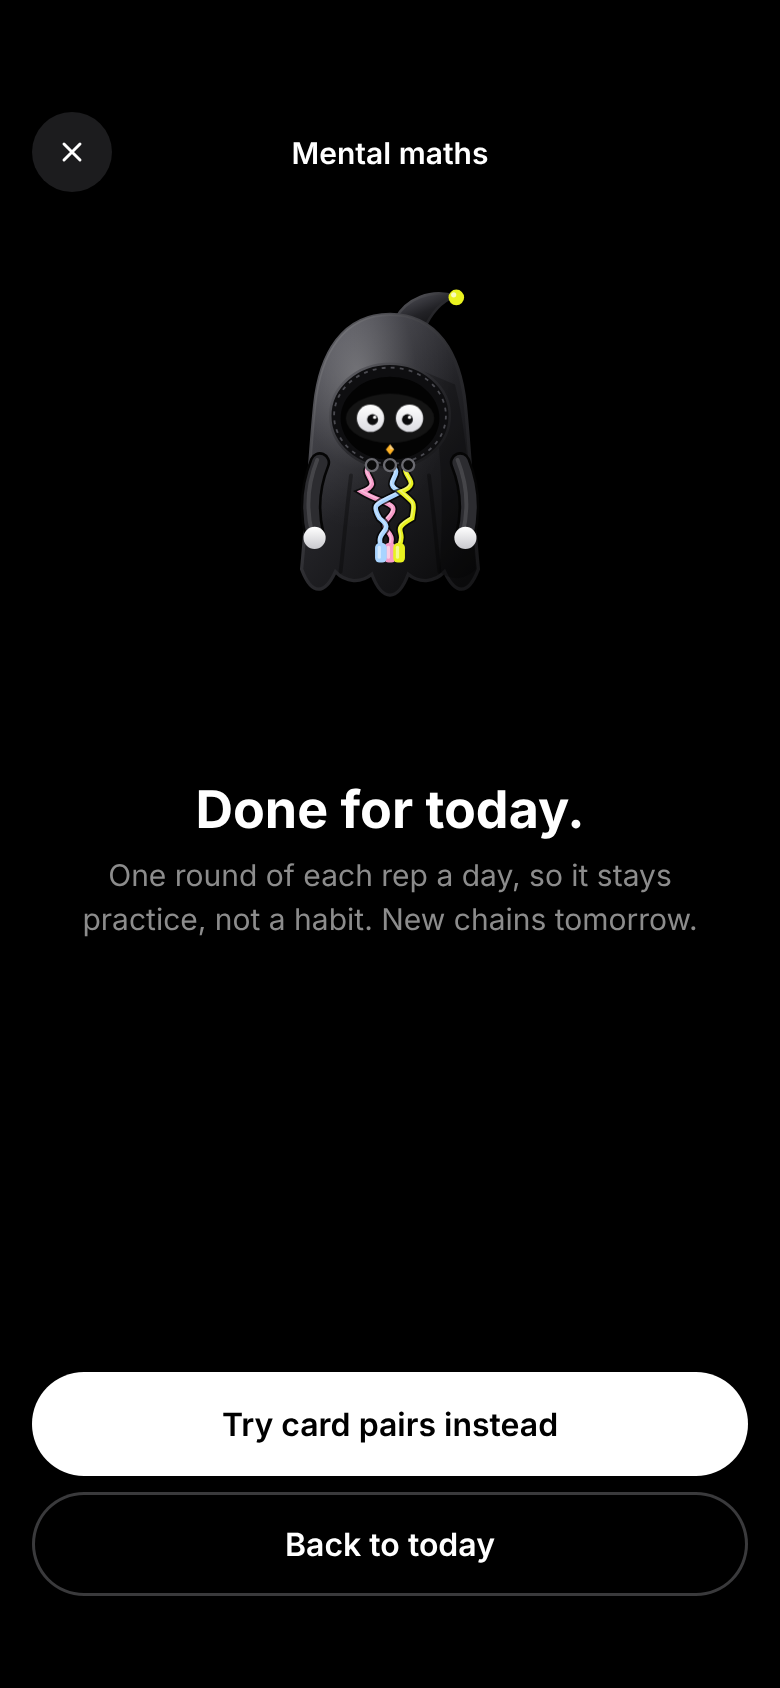 Mental maths
Done for today.
One round of each rep a day, so it stays
practice, not a habit. New chains tomorrow.
Try card pairs instead
Back to today